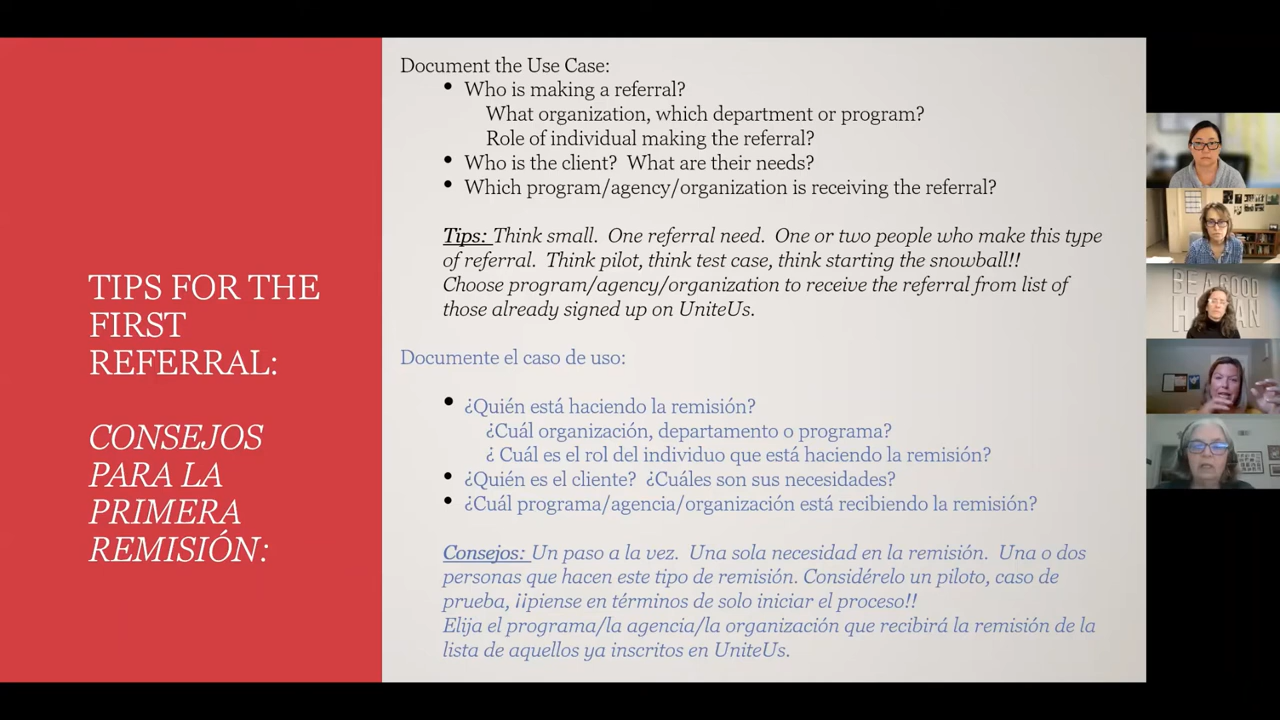 TIPS FOR THE
FIRST
REFERRAL:
CONSEJOS
PARA LA
PRIMERA
REMISIÓN:
Document the Use Case:
• Who is making a referral?
What organization, which department or program?
Role of individual making the referral?
• Who is the client?  What are their needs?
• Which program/agency/organization is receiving the referral?
Tips: Think small.  One referral need.  One or two people who make this type
of referral.  Think pilot, think test case, think starting the snowball!!
Choose program/agency/organization to receive the referral from list of
those already signed up on UniteUs.
Documente el caso de uso:
• ¿Quién está haciendo la remisión?
¿Cuál organización, departamento o programa?
¿ Cuál es el rol del individuo que está haciendo la remisión?
• ¿Quién es el cliente?  ¿Cuáles son sus necesidades?
• ¿Cuál programa/agencia/organización está recibiendo la remisión?
Consejos: Un paso a la vez.  Una sola necesidad en la remisión.  Una o dos
personas que hacen este tipo de remisión. Considérelo un piloto, caso de
prueba, ¡¡piense en términos de solo iniciar el proceso!!
Elija el programa/la agencia/la organización que recibirá la remisión de la
lista de aquellos ya inscritos en UniteUs.
BE A GOOD